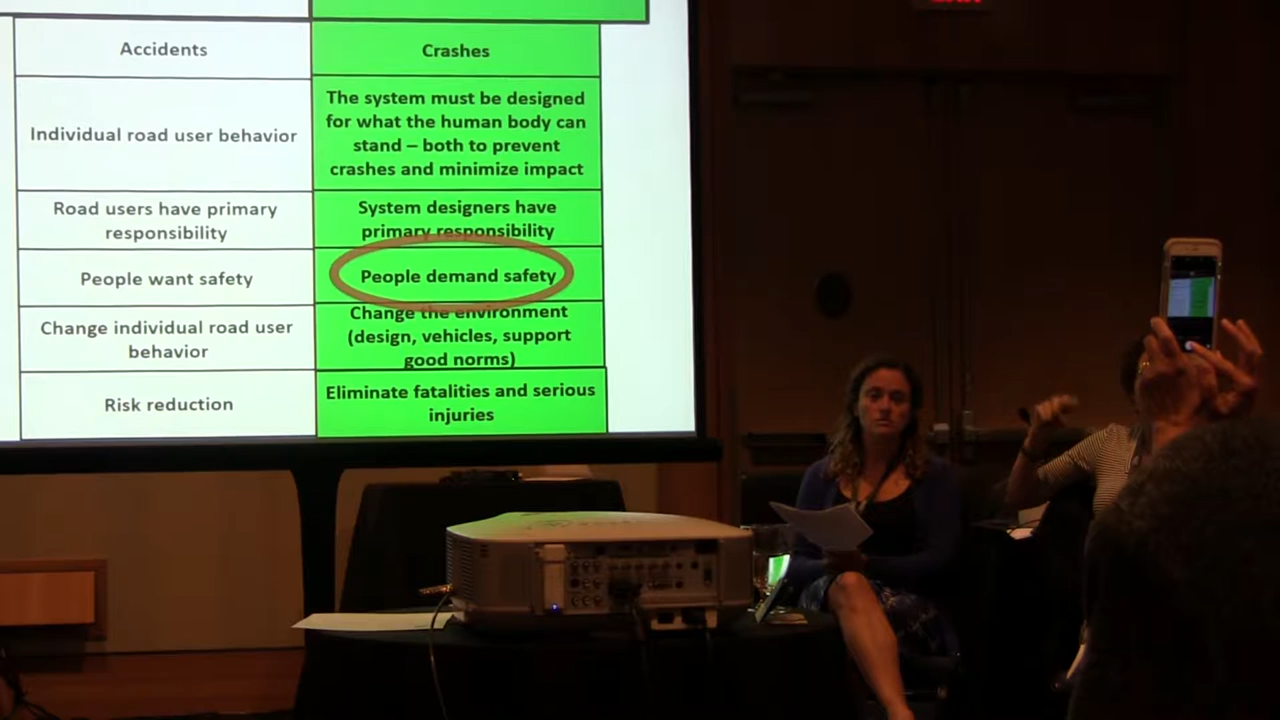 Accidents
Crashes
Individual road user behavior
The system must be designed
for what the human body can
stand – both to prevent
crashes and minimize impact
Road users have primary
responsibility
System designers have
primary responsibility
People want safety
People demand safety
Change individual road user
behavior
Change the environment
(design, vehicles, support
good norms)
Risk reduction
Eliminate fatalities and serious
injuries